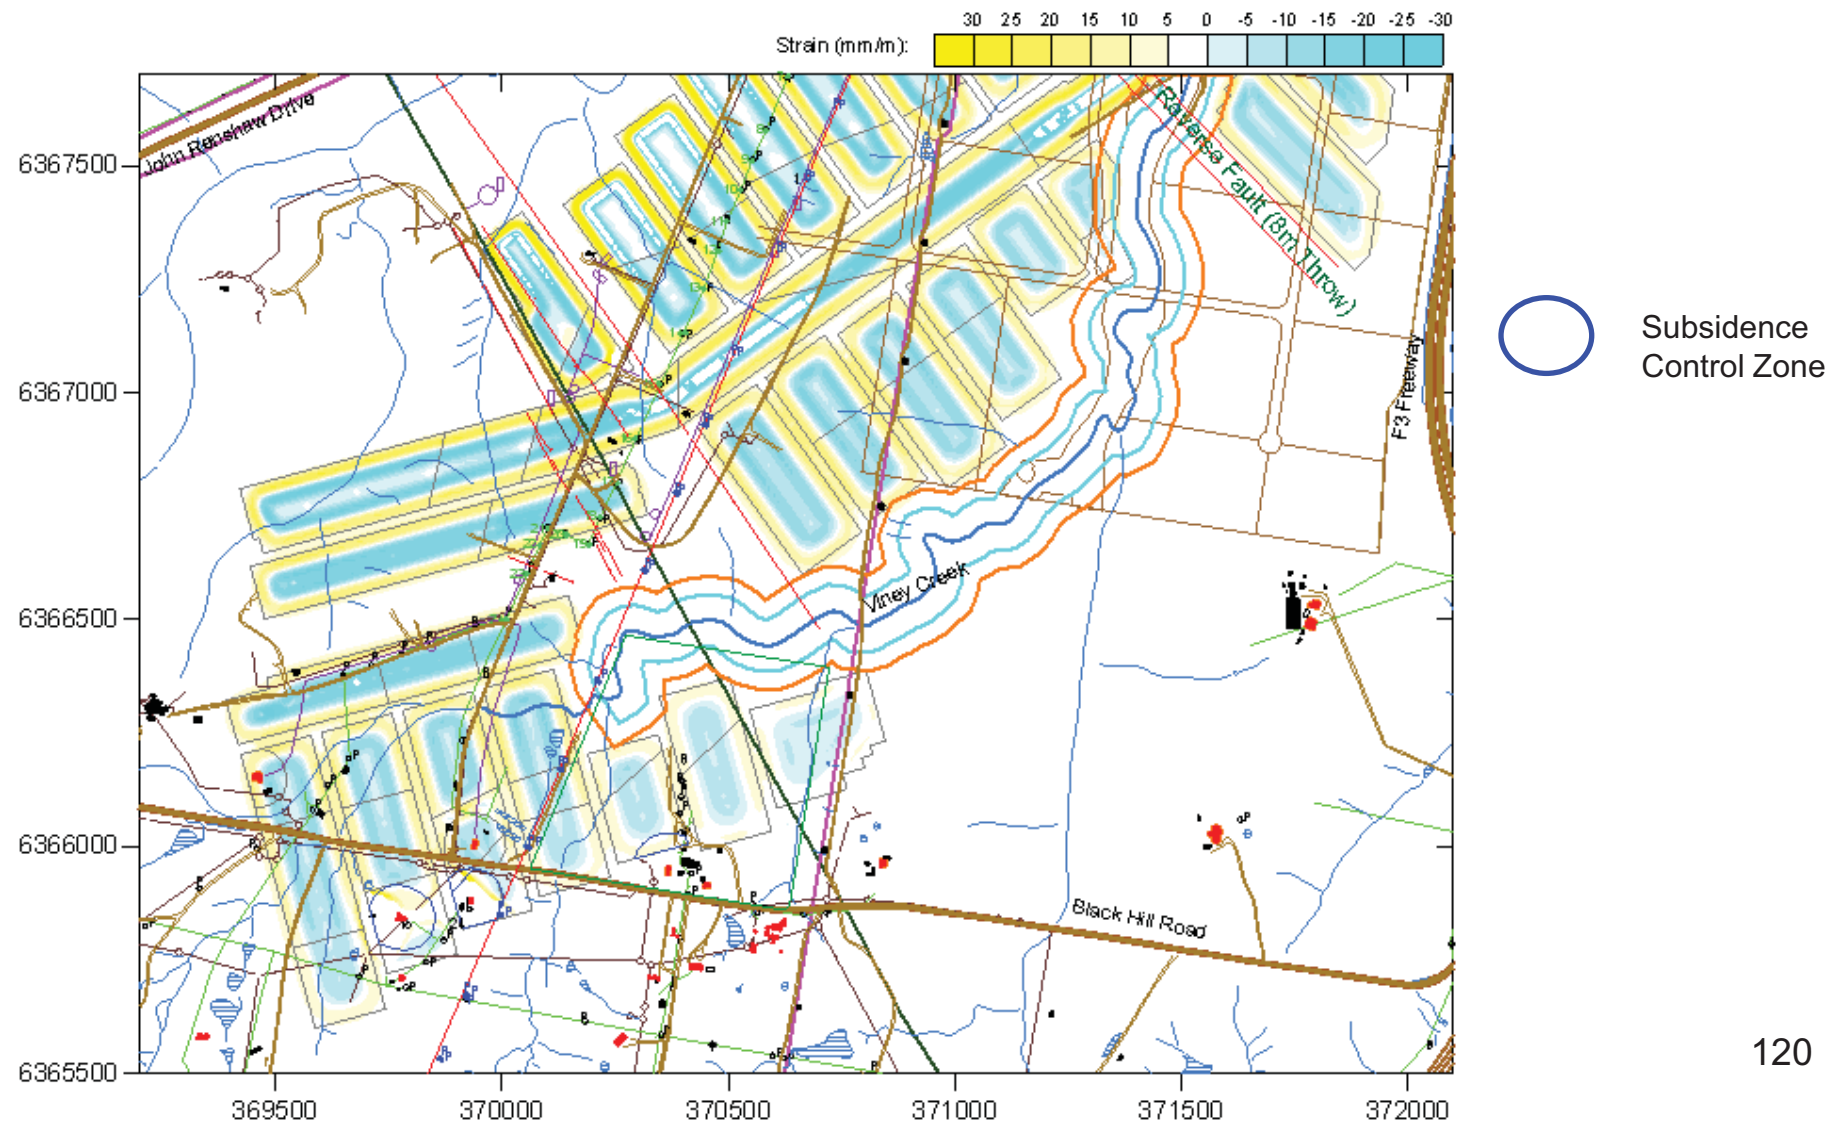 30 25 20 15 10 5 0 -5 -10 -15 -20 -25 -30
Strain (mm/m):
John Renshaw Drive
Reverse Fault (8m Throw)
F3 Freeway
Viney Creek
Black Hill Road
6367500
6367000
6366500
6366000
6365500
369500 370000 370500 371000 371500 372000
Subsidence
Control Zone
120